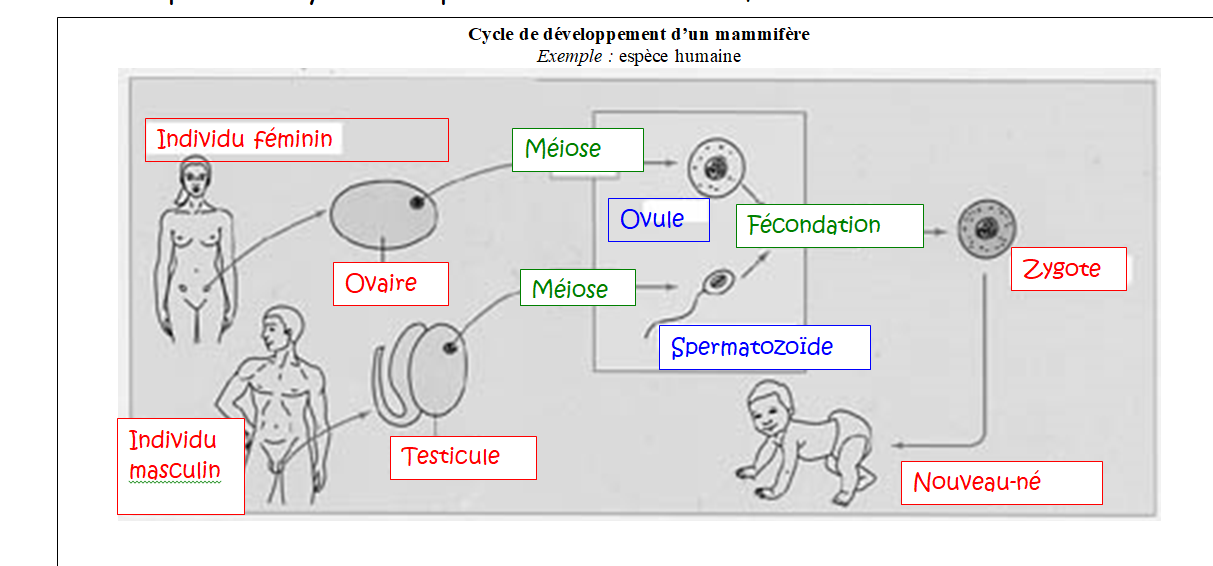 Cycle de développement d'un mammifère
Exemple : espèce humaine
Individu féminin
Méiose
Ovule
Fécondation
Ovaire
Méiose
Zygote
Spermatozoïde
Individu
masculin
Testicule
Nouveau-né